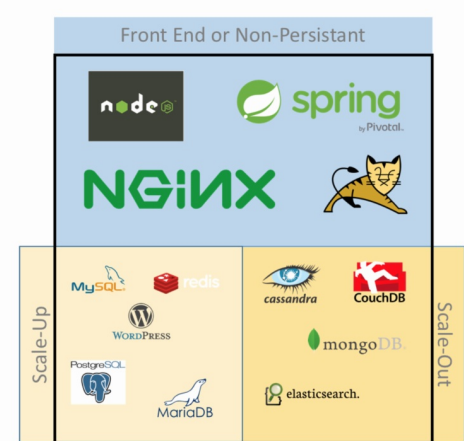 Front End or Non-Persistant
node JS
spring
by Pivotal.
NGiNX
Scale-Up
MySQL
redis
WORDPRESS
PostgreSQL
MariaDB
cassandra
CouchDB
mongoDB.
elasticsearch.
Scale-Out